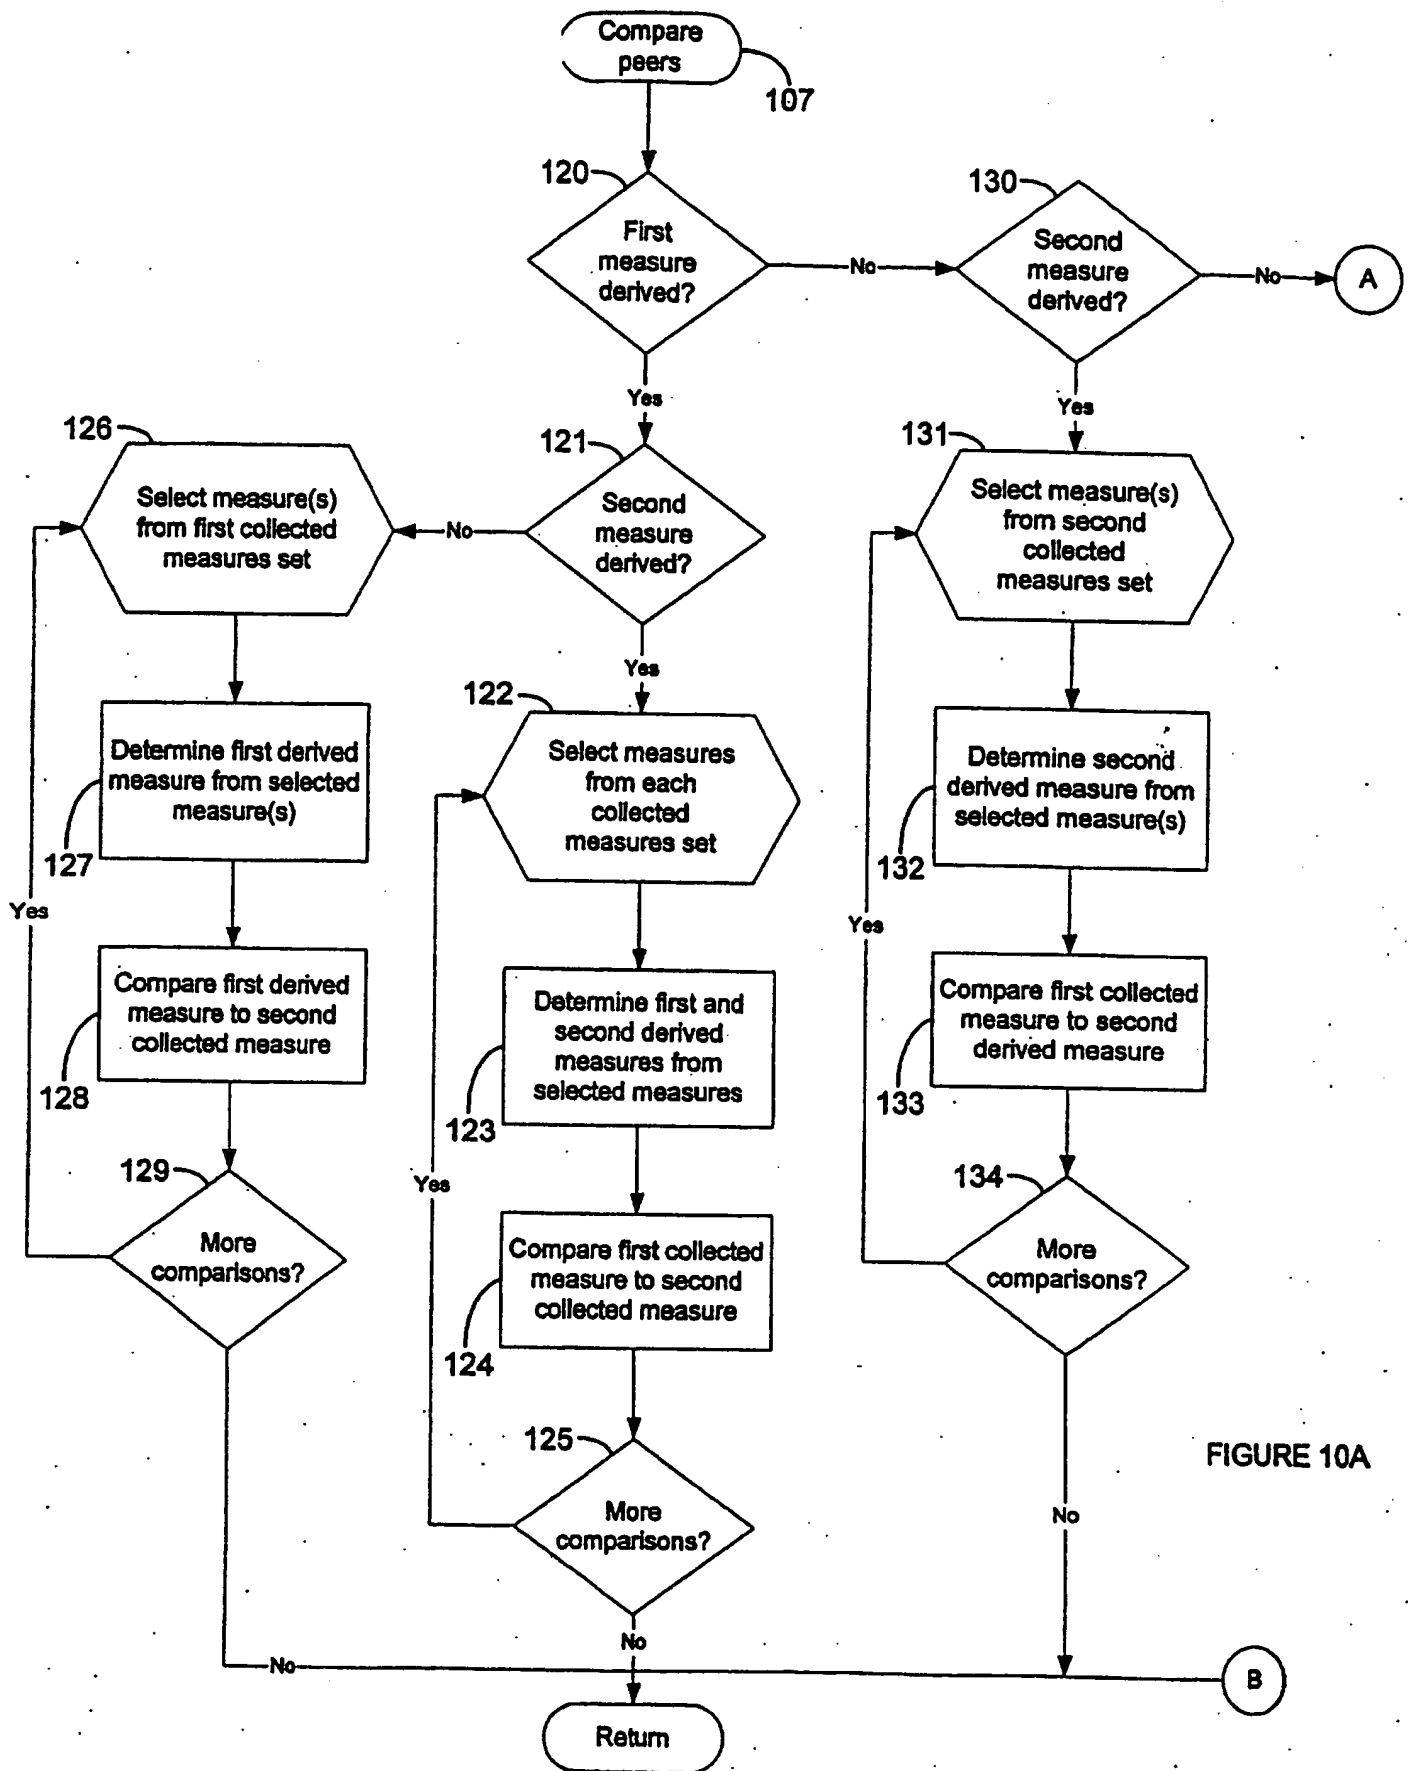 Compare
peers
107
120
First
measure
derived?
No
130
Second
measure
derived?
No
A
Yes
Yes
126
Select measure(s)
from first collected
measures set
No
121
Second
measure
derived?
131
Select measure(s)
from second
collected
measures set
Yes
122
Select measures
from each
collected
measures set
Determine first derived
measure from selected
measure(s)
127
Determine second
derived measure from
selected measure(s)
132
Yes
Yes
Compare first derived
measure to second
collected measure
128
Determine first and
second derived
measures from
selected measures
123
Compare first collected
measure to second
derived measure
133
Yes
129
More
comparisons?
Compare first collected
measure to second
collected measure
124
134
More
comparisons?
125
More
comparisons?
FIGURE 10A
No
No
No
B
Return